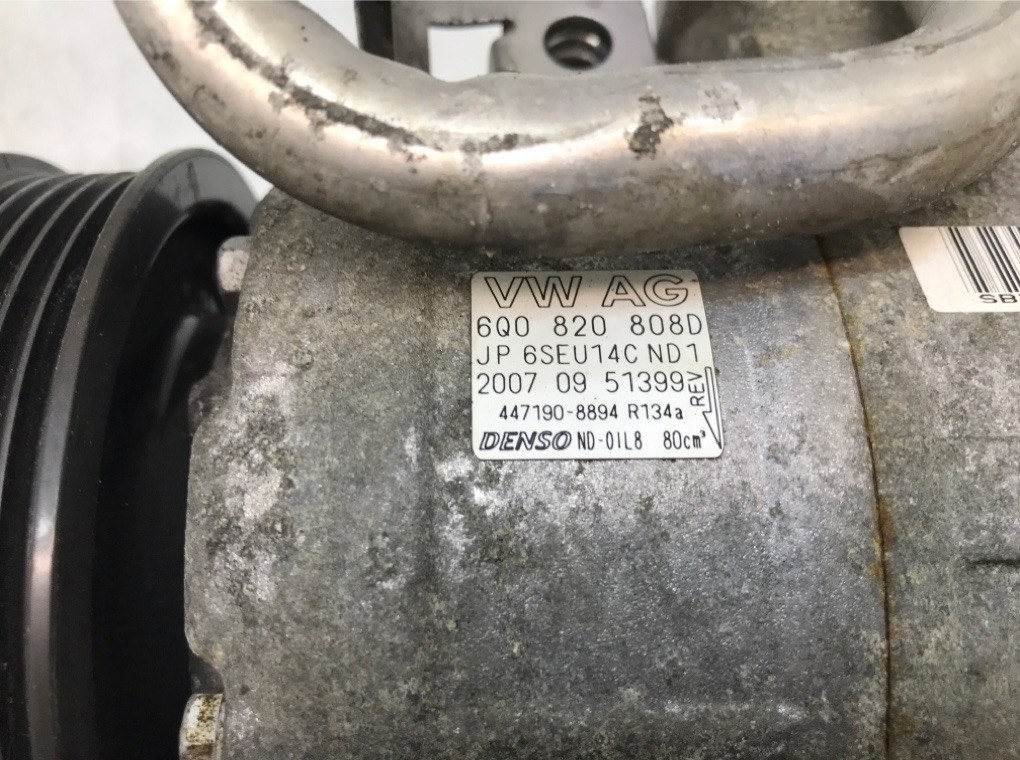 VW AG
6Q0 820 808D
JP 6SEU14C ND1
2007 09 51399
REV
447190-8894 R134a
DENSO ND-OIL8 80cm³